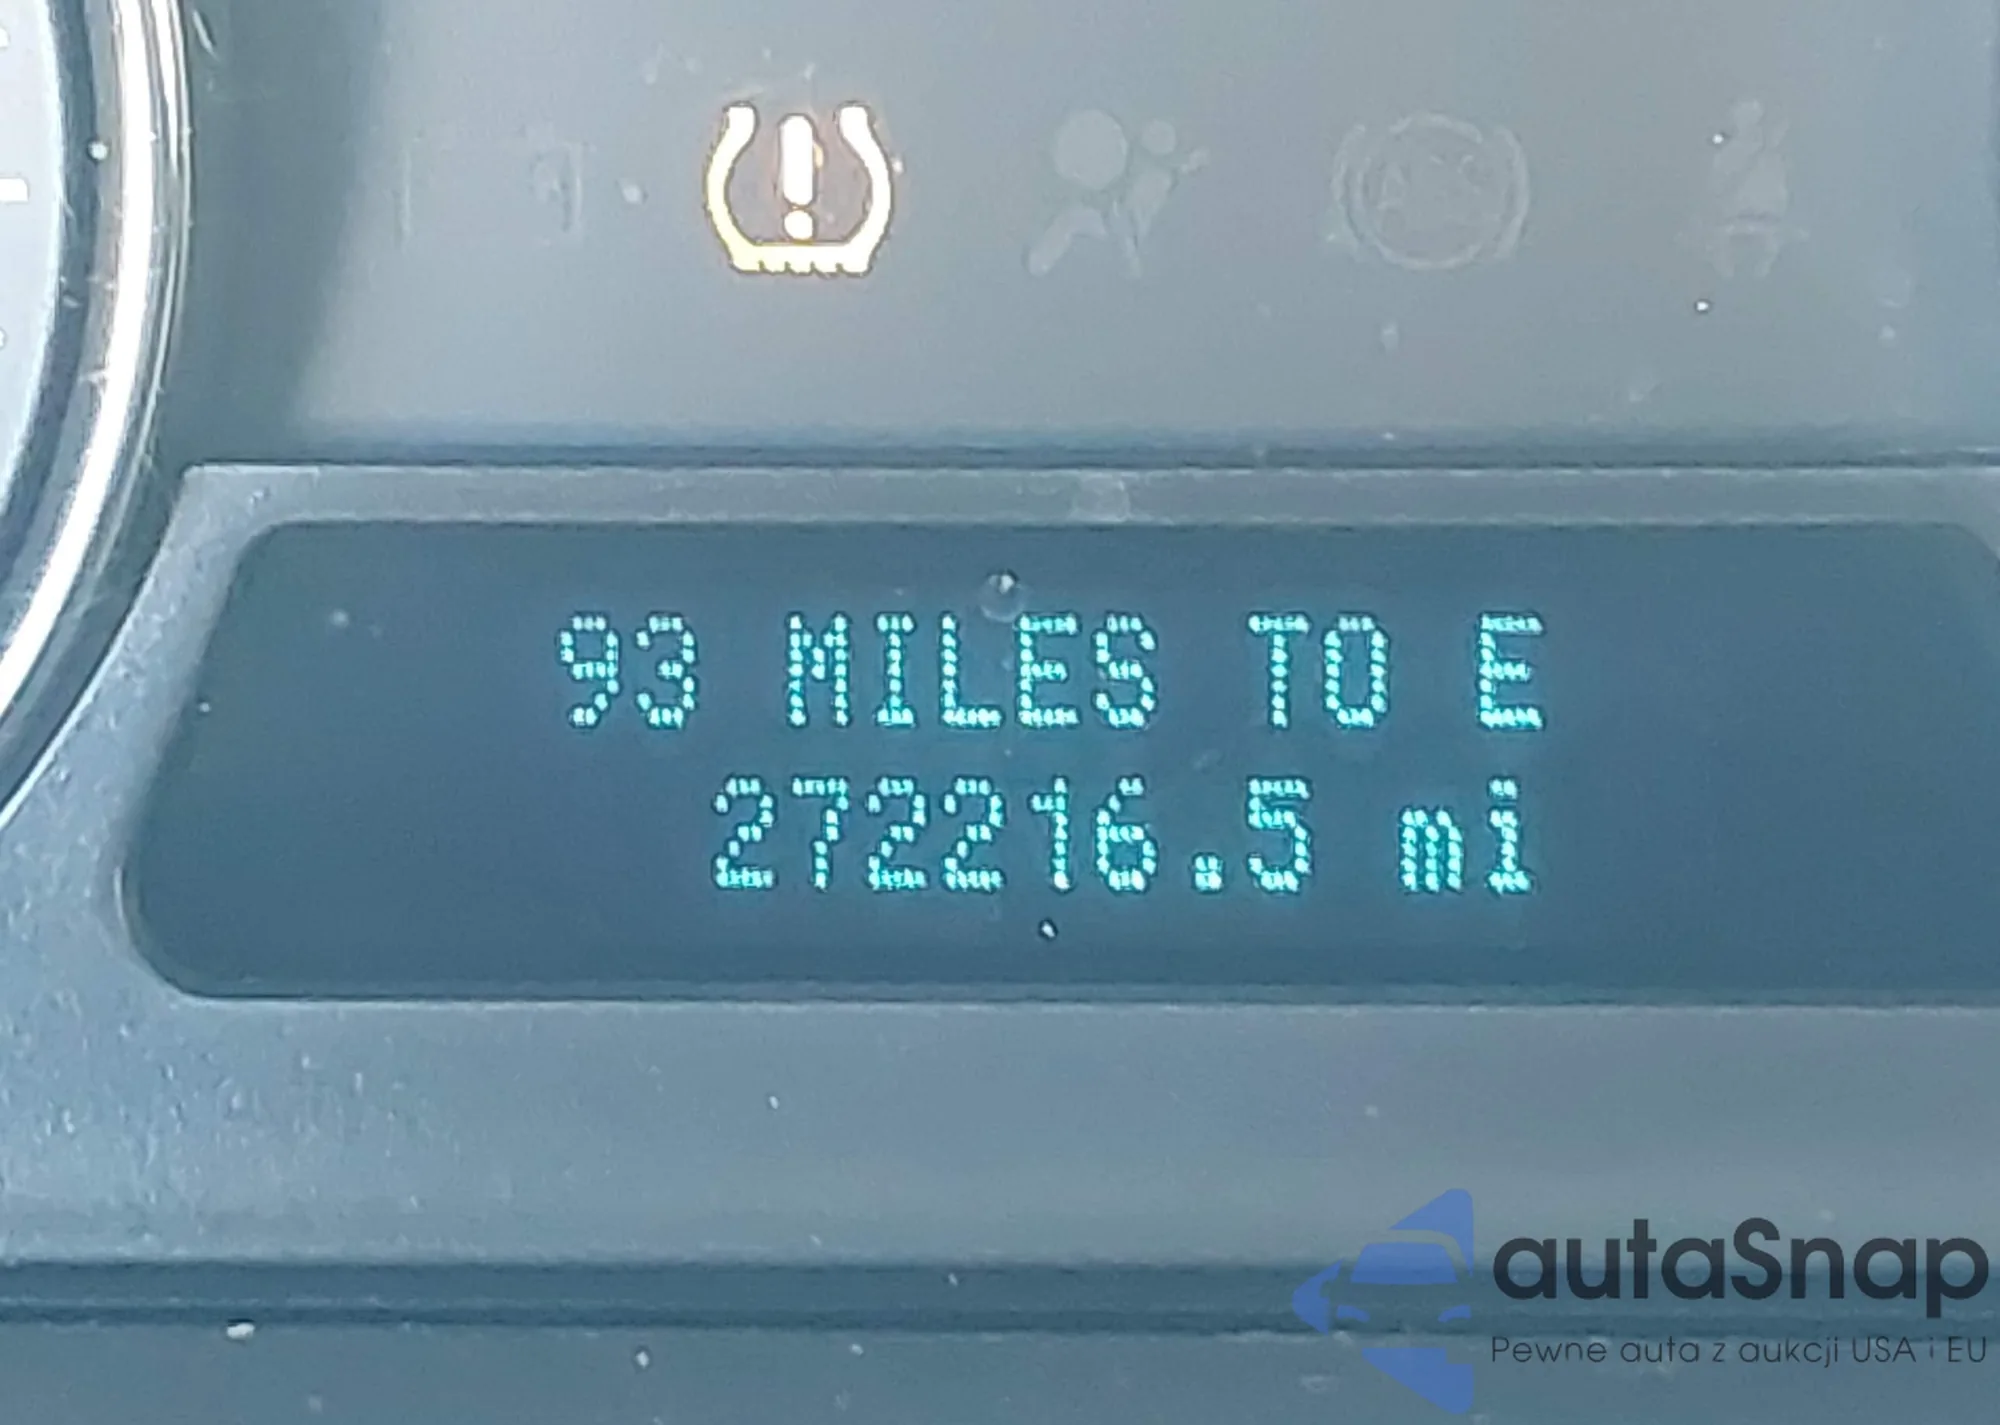 93 MILES TO E
272216.5 mi
autaSnap
Pewne auta z aukcji USA i EU